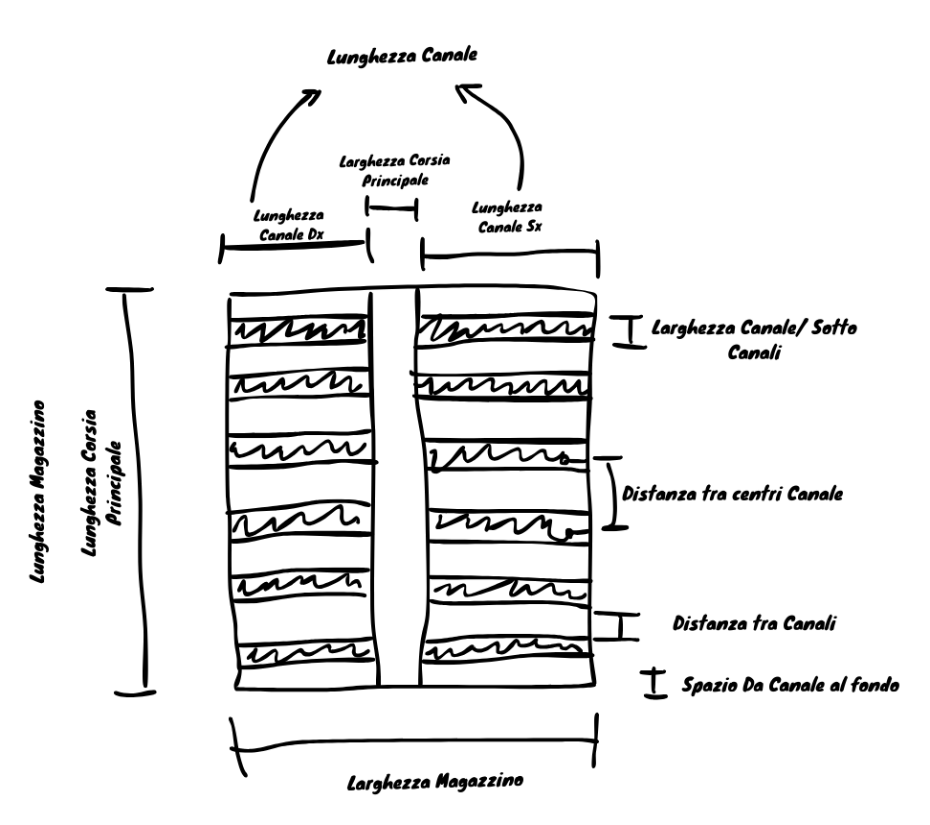 Lunghezza Canale
Larghezza Corsia
Principale
Lunghezza
Canale Dx
Lunghezza
Canale Sx
Larghezza Canale/ Sotto
Canali
Lunghezza Magazzino
Lunghezza Corsia
Principale
Distanza tra centri Canale
Distanza tra Canali
Spazio Da Canale al fondo
Larghezza Magazzino